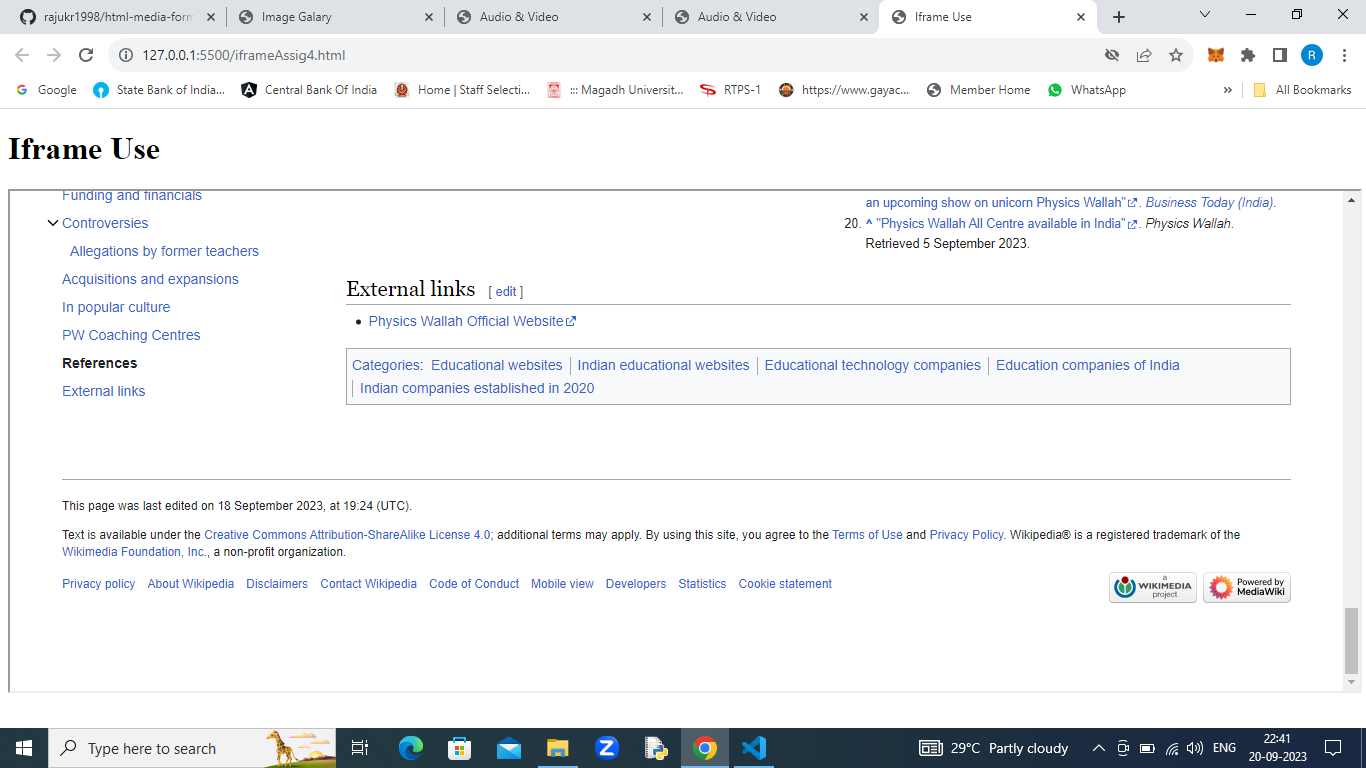 rajukr1998/html-media-form
Image Galary
Audio & Video
Audio & Video
Iframe Use
127.0.0.1:5500/iframeAssig4.html
R
Google
State Bank of India...
Central Bank Of India
Home | Staff Selecti...
::: Magadh Universit...
RTPS-1
https://www.gayac...
Member Home
WhatsApp
»
All Bookmarks
Iframe Use
Funding and financials
Controversies
Allegations by former teachers
Acquisitions and expansions
In popular culture
PW Coaching Centres
References
External links
an upcoming show on unicorn Physics Wallah". Business Today (India).
20. ^ "Physics Wallah All Centre available in India". Physics Wallah.
Retrieved 5 September 2023.
External links [ edit ]
• Physics Wallah Official Website
Categories: Educational websites | Indian educational websites | Educational technology companies | Education companies of India
| Indian companies established in 2020
This page was last edited on 18 September 2023, at 19:24 (UTC).
Text is available under the Creative Commons Attribution-ShareAlike License 4.0; additional terms may apply. By using this site, you agree to the Terms of Use and Privacy Policy. Wikipedia® is a registered trademark of the
Wikimedia Foundation, Inc., a non-profit organization.
Privacy policy About Wikipedia Disclaimers Contact Wikipedia Code of Conduct Mobile view Developers Statistics Cookie statement
a
WIKIMEDIA
project
Powered by
MediaWiki
Type here to search
Z
29°C Partly cloudy
ENG
22:41
20-09-2023